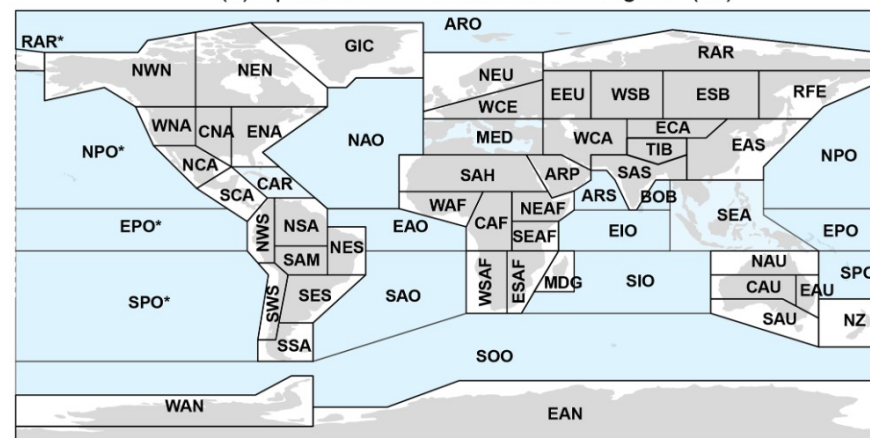 ARO
RAR*
GIC
RAR
NWN
NEN
NEU
EEU
WSB
ESB
RFE
WCE
WNA
CNA
ENA
NAO
MED
WCA
ECA
TIB
EAS
NPO*
NPO
NCA
SCA
CAR
SAH
ARP
SAS
ARS
BOB
WAF
CAF
NEAF
SEA
EPO*
NWS
NSA
EAO
SEAF
EIO
EPO
NES
SAM
NAU
SPO*
SWS
SES
SAO
WSAF
ESAF
MDG
SIO
CAU
EAU
SPO
SAU
NZ
SSA
SOO
WAN
EAN